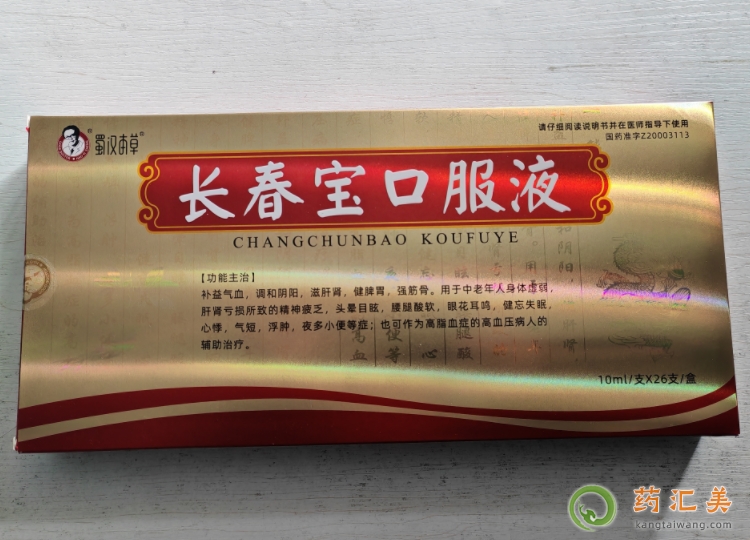 蜀汉本草®
请仔细阅读说明书并在医师指导下使用
国药准字Z20003113
长春宝口服液
CHANGCHUNBAO KOUFUYE
【功能主治】
补益气血，调和阴阳，滋肝肾，健脾胃，强筋骨。用于中老年人身体虚弱，
肝肾亏损所致的精神疲乏，头晕目眩，腰腿酸软，眼花耳鸣，健忘失眠，
心悸，气短，浮肿，夜多小便等症；也可作为高脂血症的高血压病人的
辅助治疗。
10ml/支X26支/盒
药汇美
kangtaiwang.com